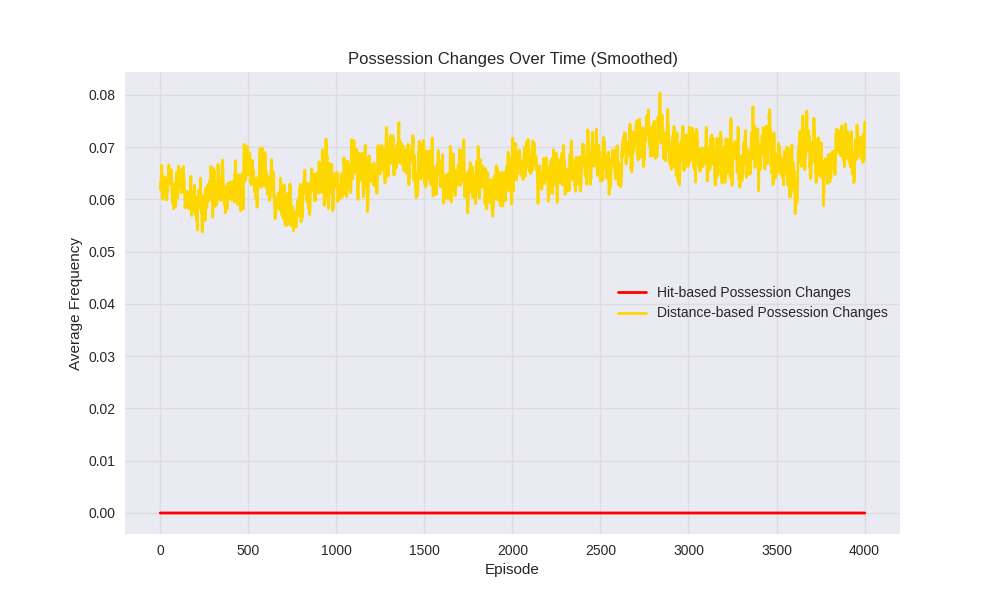 Possession Changes Over Time (Smoothed)
0.08
0.07
0.06
0.05
0.04
0.03
0.02
0.01
0.00
Average Frequency
Hit-based Possession Changes
Distance-based Possession Changes
0 500 1000 1500 2000 2500 3000 3500 4000
Episode